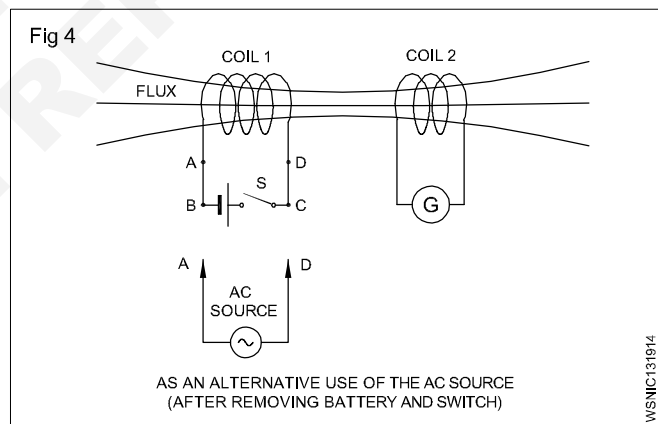 Fig 4
COIL 1
COIL 2
FLUX
A
D
S
B
C
G
A
D
AC
SOURCE
AS AN ALTERNATIVE USE OF THE AC SOURCE
(AFTER REMOVING BATTERY AND SWITCH)
WSNIC131914